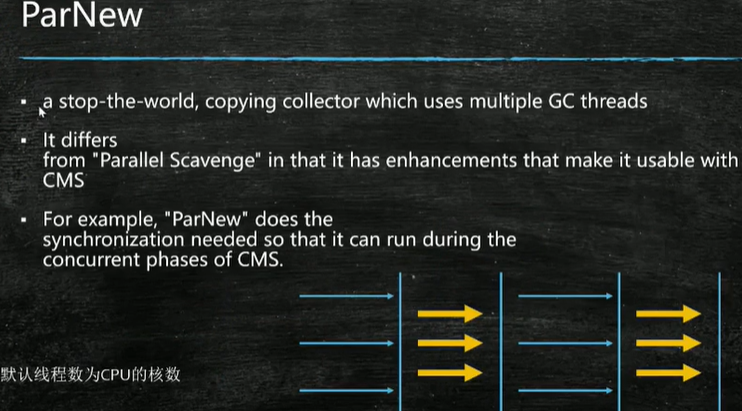 ParNew
▪ a stop-the-world, copying collector which uses multiple GC threads
▪ It differs
from "Parallel Scavenge" in that it has enhancements that make it usable with
CMS
▪ For example, "ParNew" does the
synchronization needed so that it can run during the
concurrent phases of CMS.
默认线程数为CPU的核数